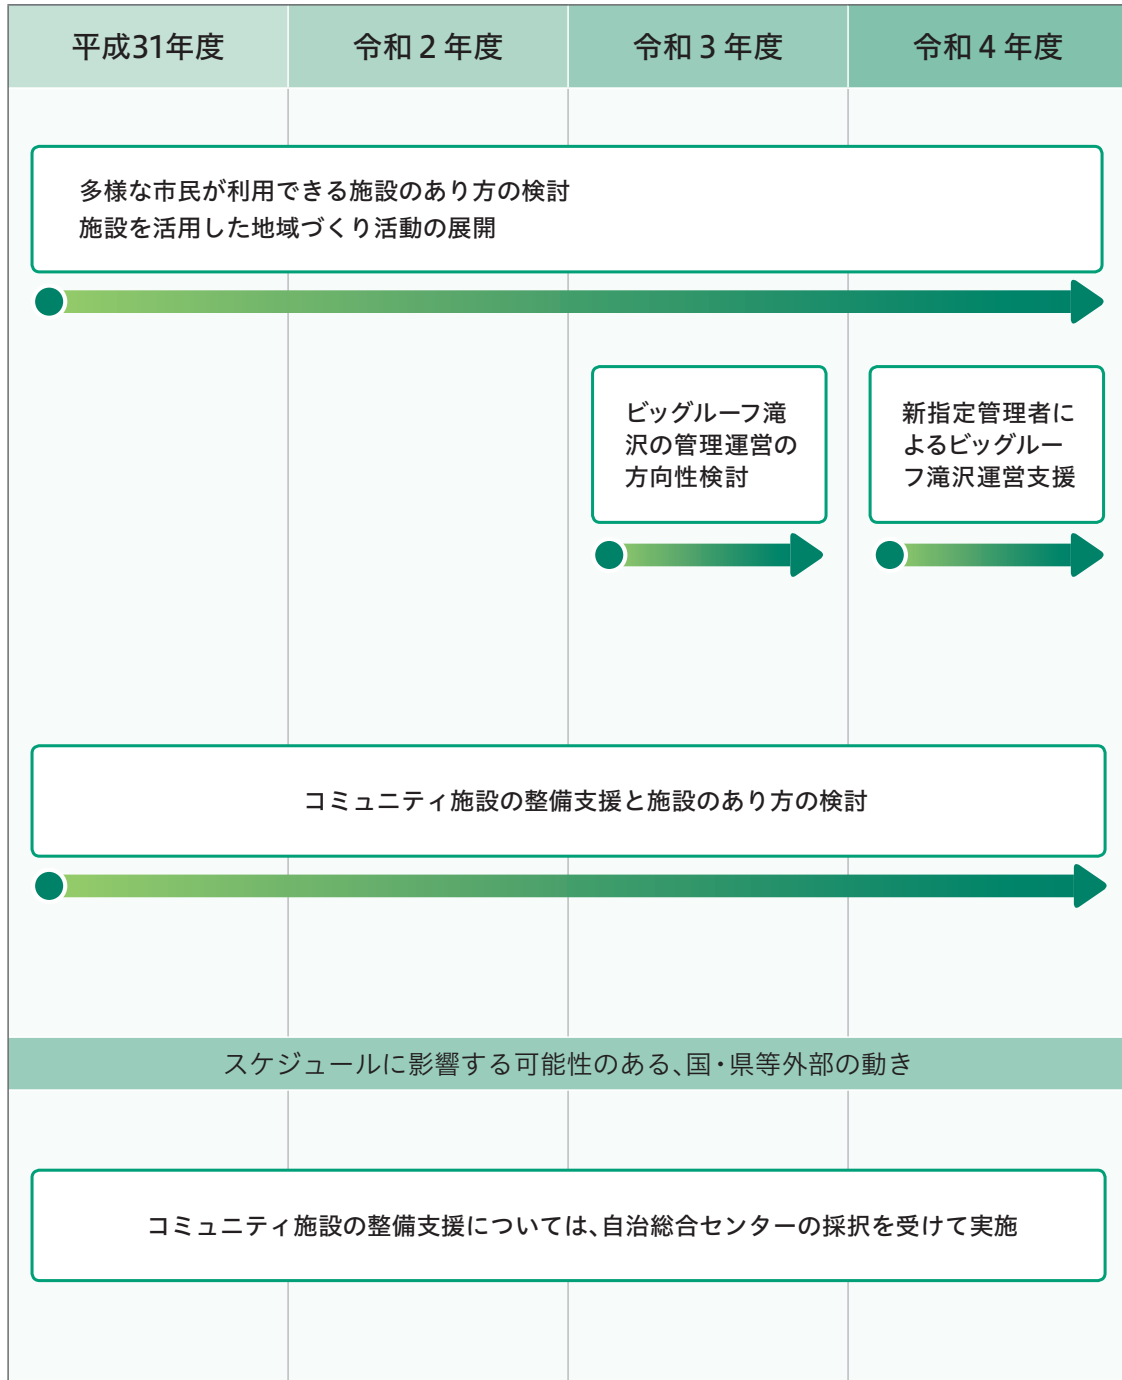 平成31年度
令和２年度
令和３年度
令和４年度
多様な市民が利用できる施設のあり方の検討
施設を活用した地域づくり活動の展開
ビッグルーフ滝
沢の管理運営の
方向性検討
新指定管理者に
よるビッグルー
フ滝沢運営支援
コミュニティ施設の整備支援と施設のあり方の検討
スケジュールに影響する可能性のある、国・県等外部の動き
コミュニティ施設の整備支援については、自治総合センターの採択を受けて実施